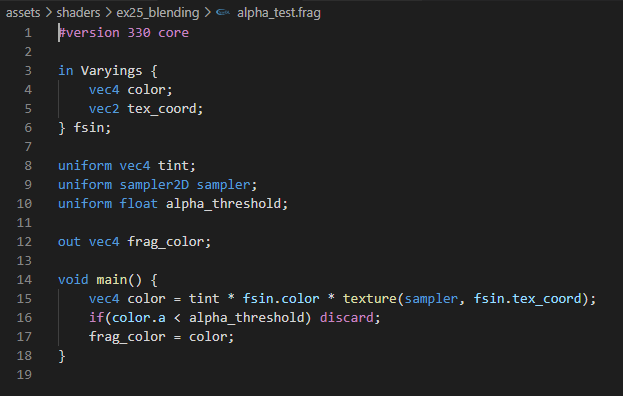 assets > shaders > ex25_blending > alpha_test.frag
1 #version 330 core
2
3 in Varyings {
4     vec4 color;
5     vec2 tex_coord;
6 } fsin;
7
8 uniform vec4 tint;
9 uniform sampler2D sampler;
10 uniform float alpha_threshold;
11
12 out vec4 frag_color;
13
14 void main() {
15     vec4 color = tint * fsin.color * texture(sampler, fsin.tex_coord);
16     if(color.a < alpha_threshold) discard;
17     frag_color = color;
18 }
19